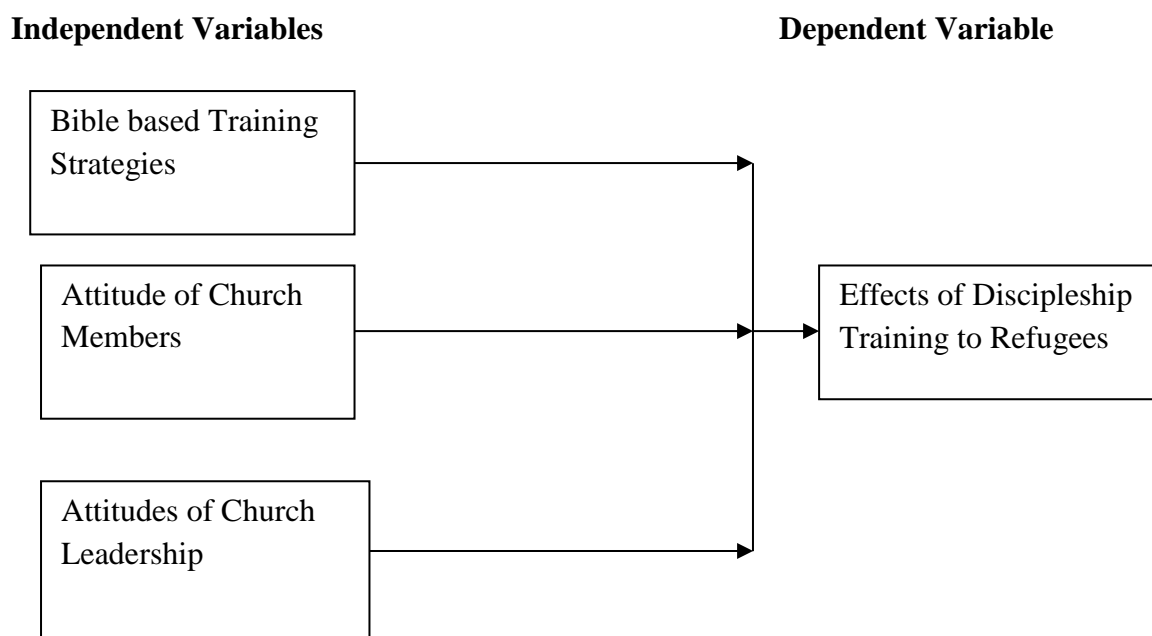 Independent Variables
Dependent Variable
Bible based Training
Strategies
Attitude of Church
Members
Effects of Discipleship
Training to Refugees
Attitudes of Church
Leadership